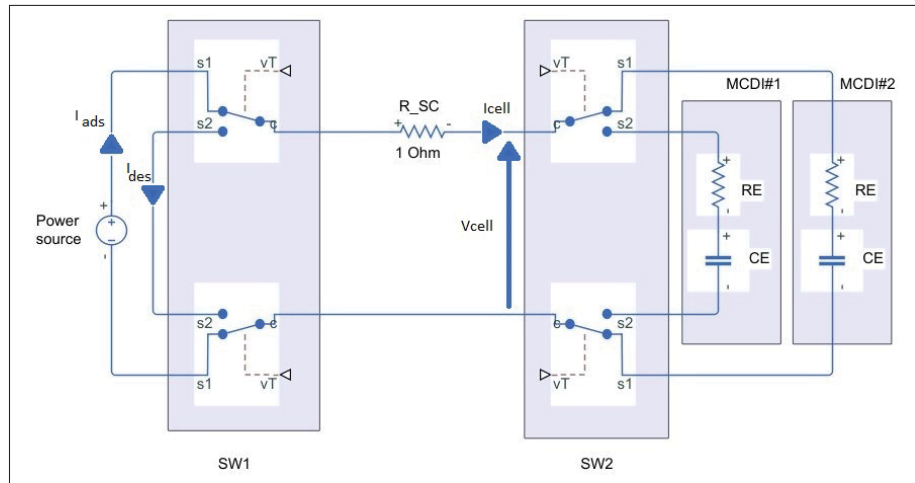 s1
vT
vT
s1
MCDI#1
MCDI#2
I ads
s2
c
R_SC
+
-
1 Ohm
Icell
c
s2
+
RE
-
+
RE
-
I des
+
Power source
+
-
-
Vcell
+
CE
-
+
CE
-
s2
c
c
s2
s1
vT
vT
s1
SW1
SW2